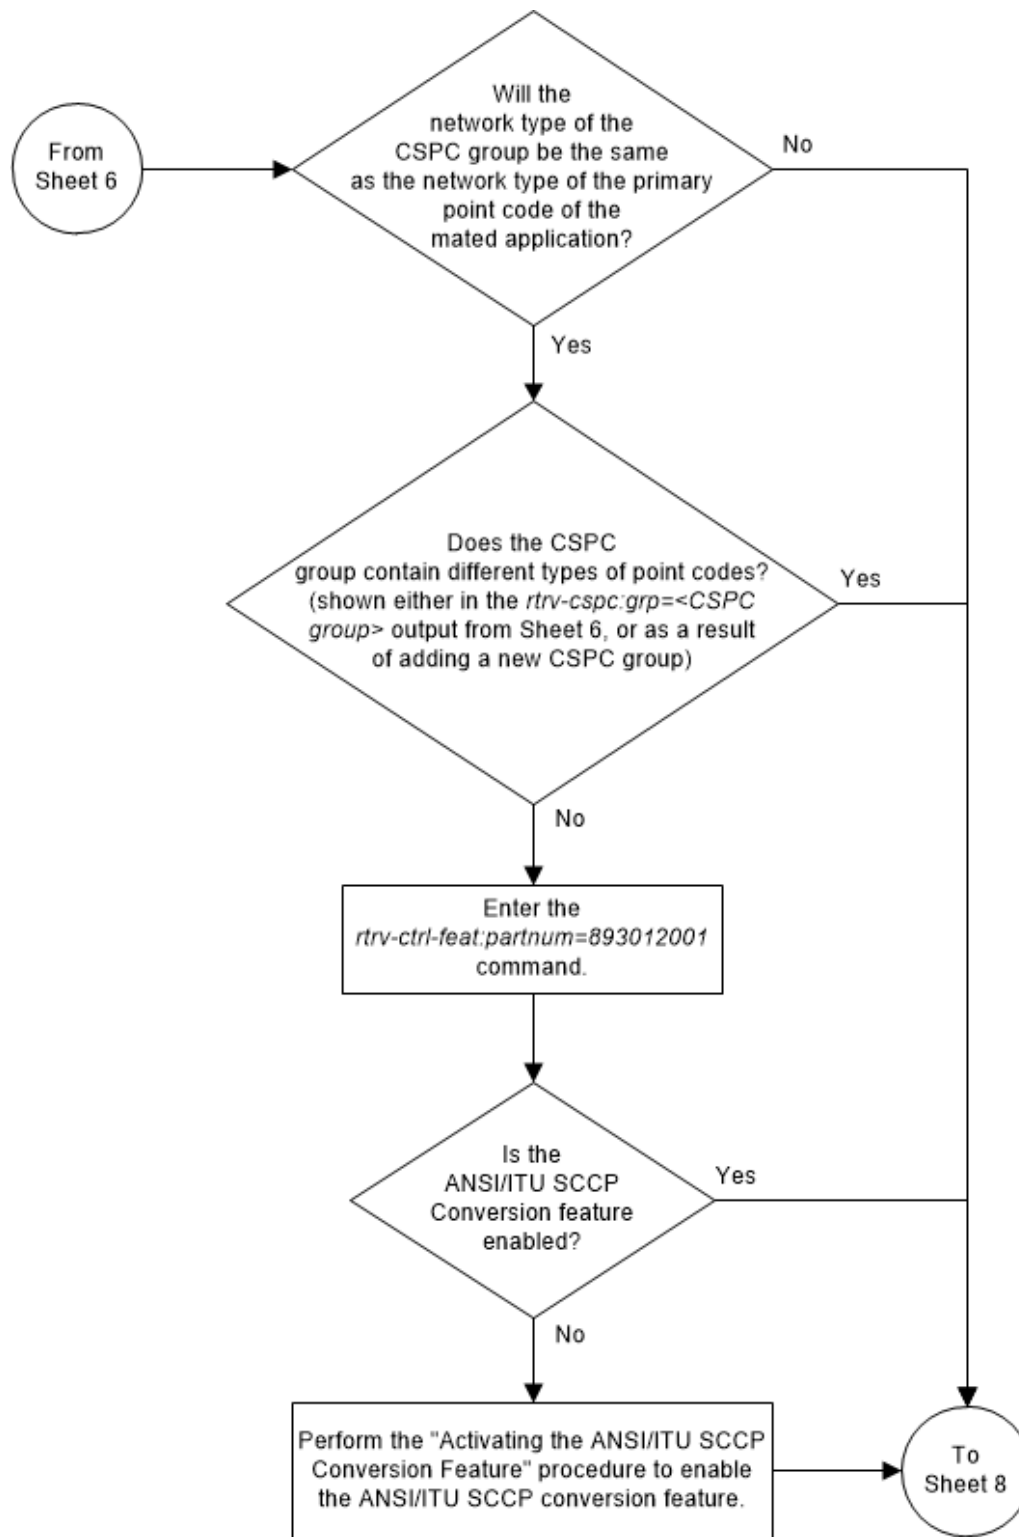 Will the
network type of the
CSPC group be the same
as the network type of the primary
point code of the
mated application?
No
From
Sheet 6
Yes
Does the CSPC
group contain different types of point codes?
(shown either in the rtrv-cspc:grp=<CSPC
group> output from Sheet 6, or as a result
of adding a new CSPC group)
Yes
No
Enter the
rtrv-ctrl-feat:partnum=893012001
command.
Is the
ANSI/ITU SCCP
Conversion feature
enabled?
Yes
No
Perform the "Activating the ANSI/ITU SCCP
Conversion Feature" procedure to enable
the ANSI/ITU SCCP conversion feature.
To
Sheet 8